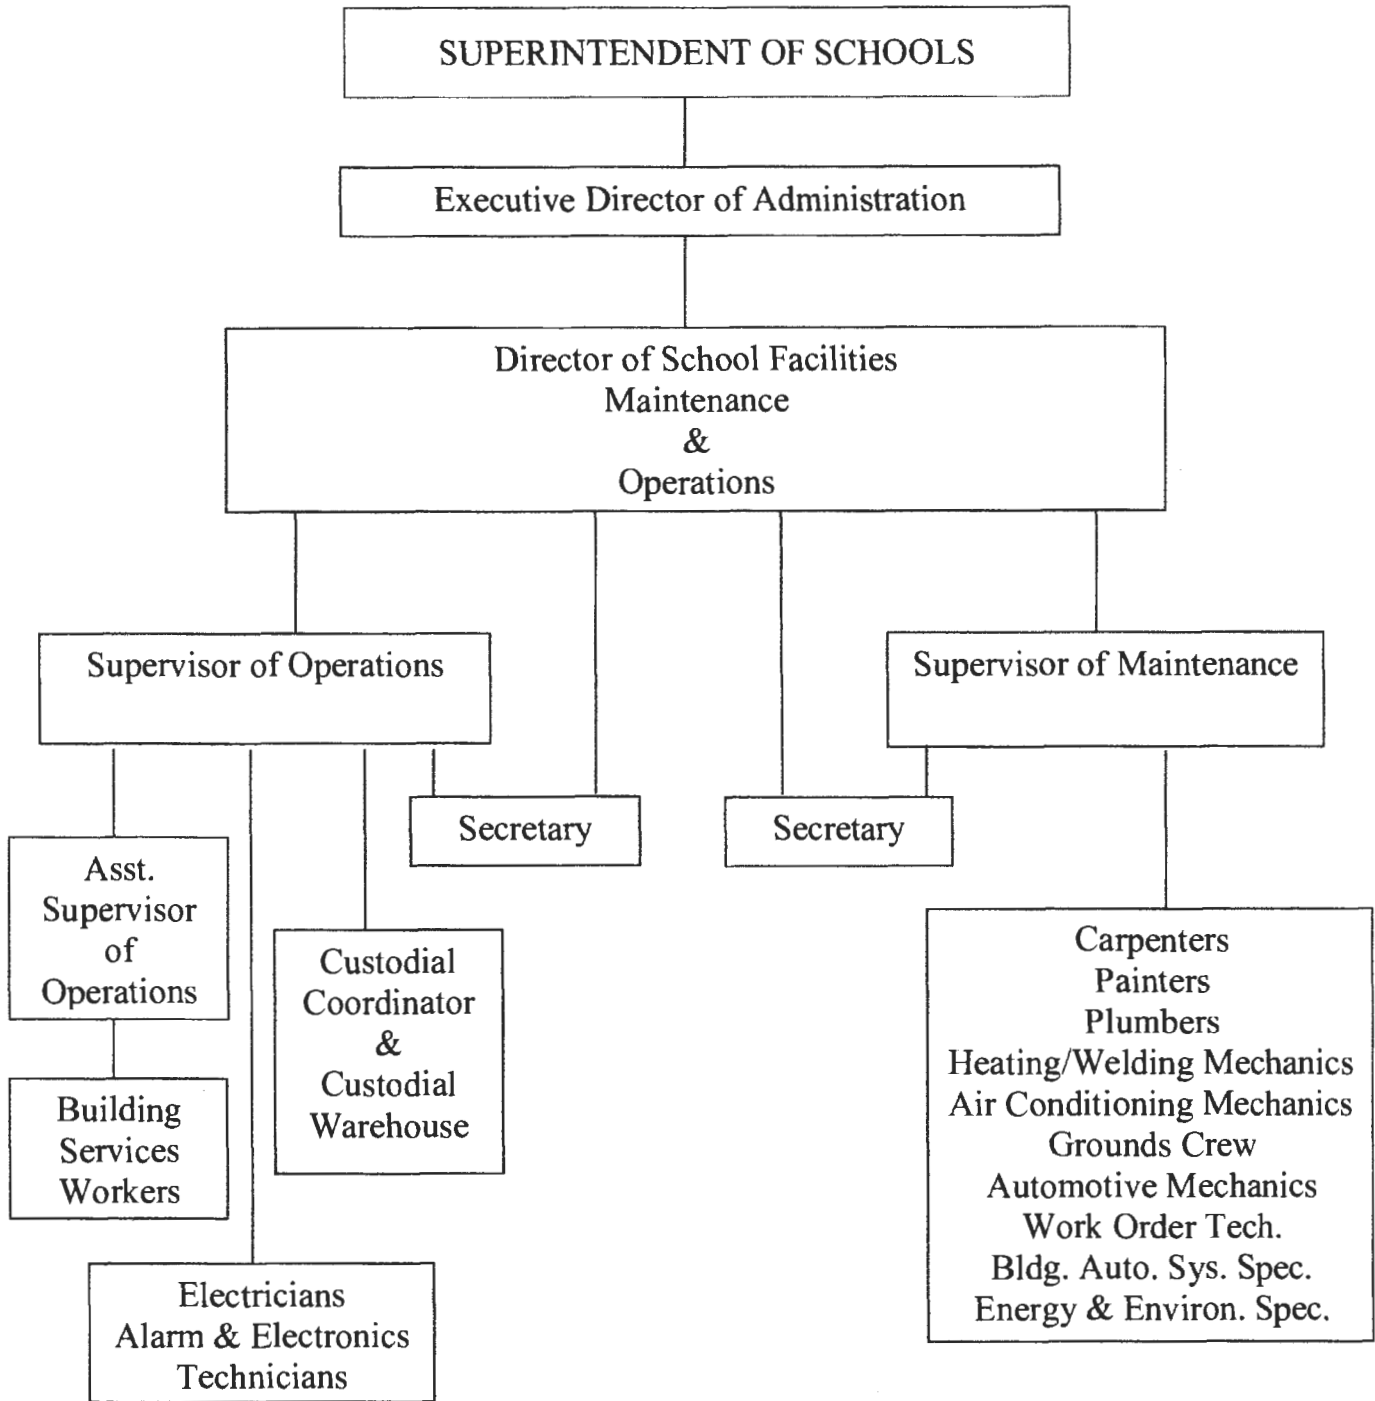 SUPERINTENDENT OF SCHOOLS
Executive Director of Administration
Director of School Facilities
Maintenance
&
Operations
Supervisor of Operations
Supervisor of Maintenance
Secretary
Secretary
Asst.
Supervisor
of
Operations
Custodial
Coordinator
&
Custodial
Warehouse
Building
Services
Workers
Electricians
Alarm & Electronics
Technicians
Carpenters
Painters
Plumbers
Heating/Welding Mechanics
Air Conditioning Mechanics
Grounds Crew
Automotive Mechanics
Work Order Tech.
Bldg. Auto. Sys. Spec.
Energy & Environ. Spec.